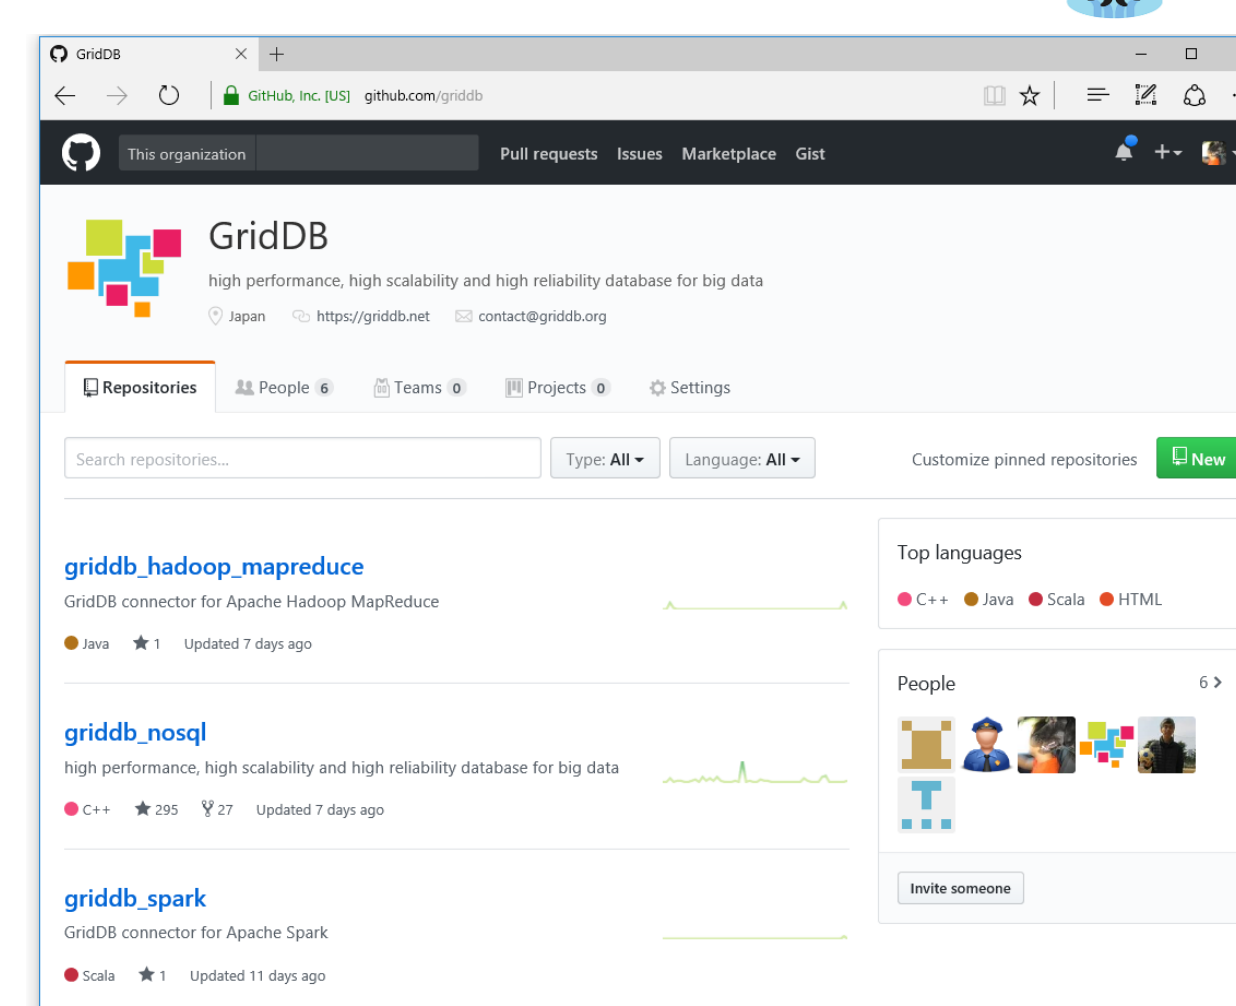 GridDB
GitHub, Inc. [US] github.com/griddb
This organization Pull requests Issues Marketplace Gist
GridDB
high performance, high scalability and high reliability database for big data
Japan https://griddb.net contact@griddb.org
Repositories People 6 Teams 0 Projects 0 Settings
Search repositories... Type: All Language: All Customize pinned repositories New
griddb_hadoop_mapreduce
GridDB connector for Apache Hadoop MapReduce
Java 1 Updated 7 days ago
griddb_nosql
high performance, high scalability and high reliability database for big data
C++ 295 27 Updated 7 days ago
griddb_spark
GridDB connector for Apache Spark
Scala 1 Updated 11 days ago
Top languages
C++ Java Scala HTML
People 6
Invite someone